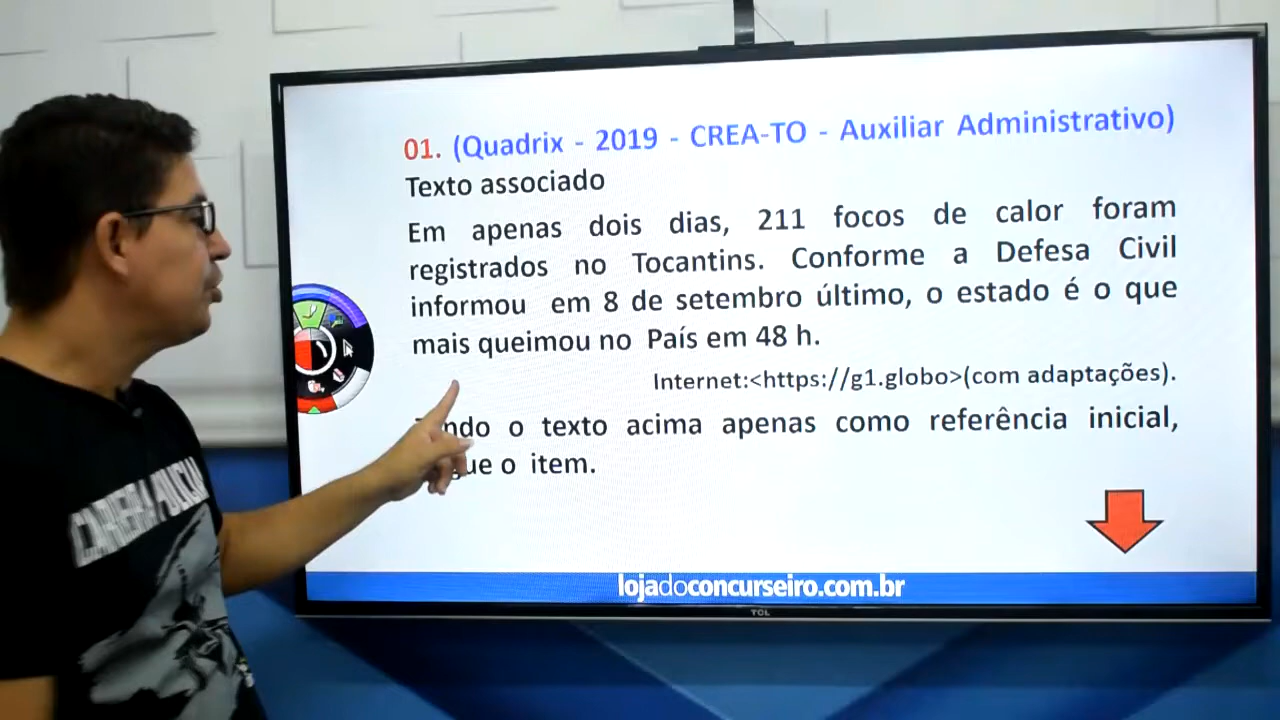 01. (Quadrix - 2019 - CREA-TO - Auxiliar Administrativo)
Texto associado
Em apenas dois dias, 211 focos de calor foram
registrados no Tocantins. Conforme a Defesa Civil
informou em 8 de setembro último, o estado é o que
mais queimou no País em 48 h.
Internet:<https://g1.globo>(com adaptações).
o texto acima apenas como referência inicial,
o item.
lojadoconcurseiro.com.br
TCL